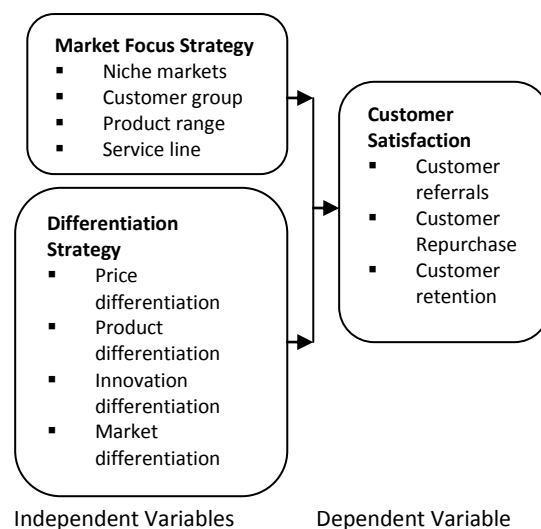 Market Focus Strategy
▪ Niche markets
▪ Customer group
▪ Product range
▪ Service line
Differentiation
Strategy
▪ Price
differentiation
▪ Product
differentiation
▪ Innovation
differentiation
▪ Market
differentiation
Customer
Satisfaction
▪ Customer
referrals
▪ Customer
Repurchase
▪ Customer
retention
Independent Variables
Dependent Variable